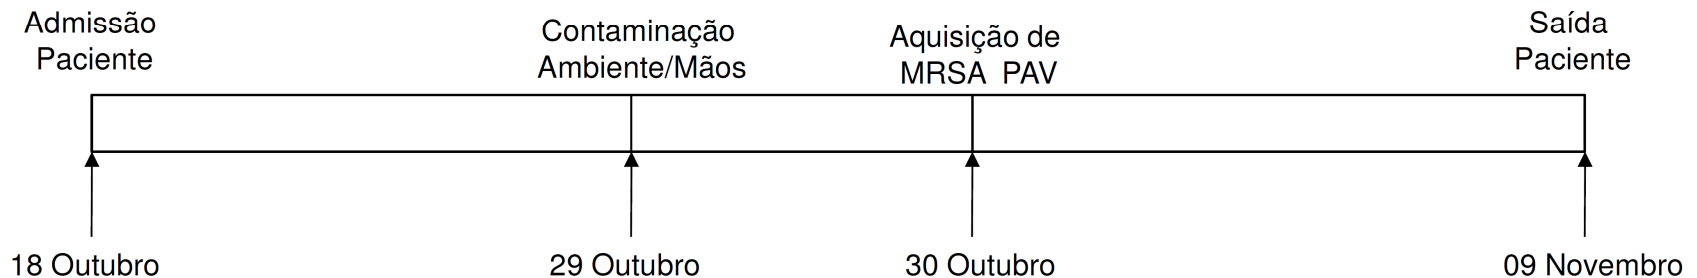 Admissão
Paciente
Contaminação
Ambiente/Mãos
Aquisição de
MRSA PAV
Saída
Paciente
18 Outubro
29 Outubro
30 Outubro
09 Novembro